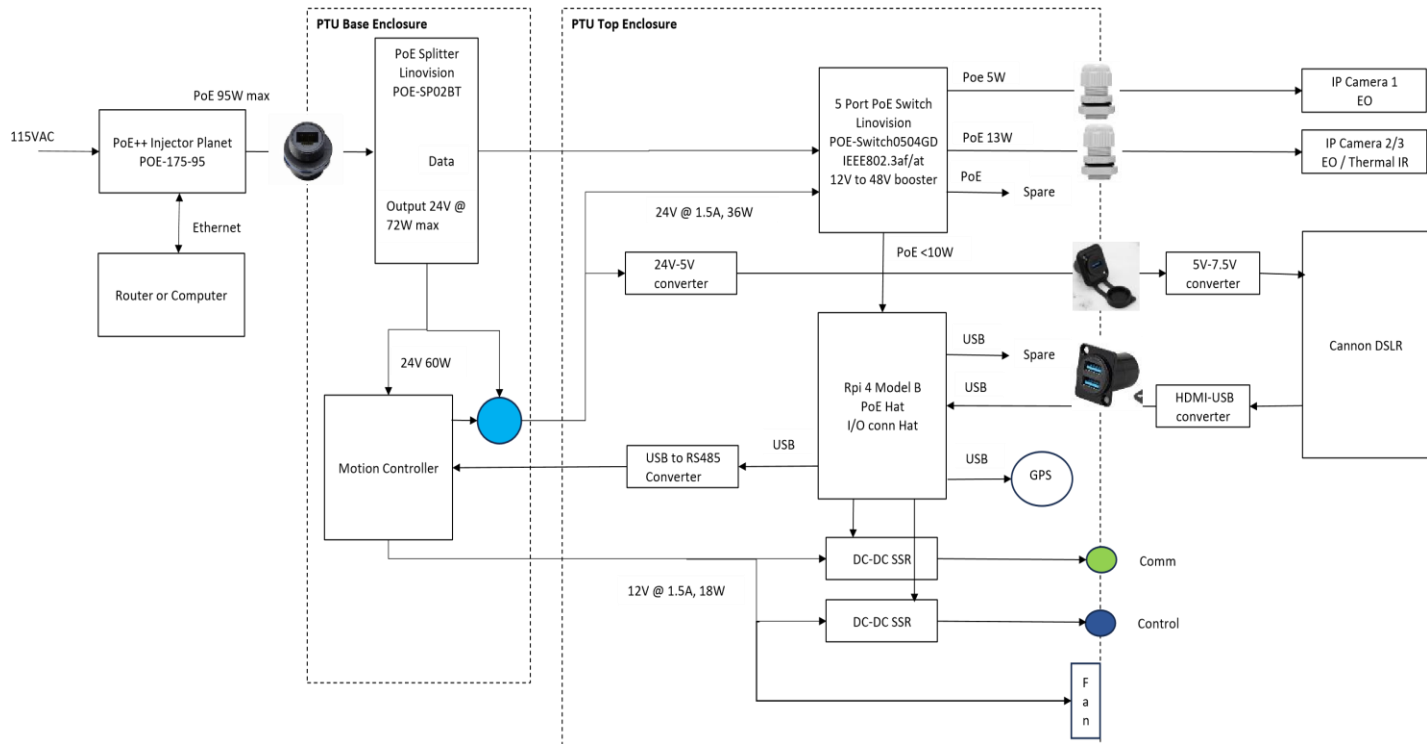 PTU Base Enclosure
PTU Top Enclosure
115VAC
PoE 95W max
PoE++ Injector Planet
POE-175-95
Ethernet
Router or Computer
PoE Splitter
Linovision
POE-SP02BT
Data
Output 24V @
72W max
24V 60W
Motion Controller
24V @ 1.5A, 36W
24V-5V
converter
5 Port PoE Switch
Linovision
POE-Switch0504GD
IEEE802.3af/at
12V to 48V booster
Poe 5W
PoE 13W
PoE
Spare
PoE <10W
IP Camera 1
EO
IP Camera 2/3
EO / Thermal IR
5V-7.5V
converter
Cannon DSLR
HDMI-USB
converter
Rpi 4 Model B
PoE Hat
I/O conn Hat
USB
Spare
USB
USB
GPS
USB
USB to RS485
Converter
DC-DC SSR
Comm
12V @ 1.5A, 18W
DC-DC SSR
Control
F
a
n